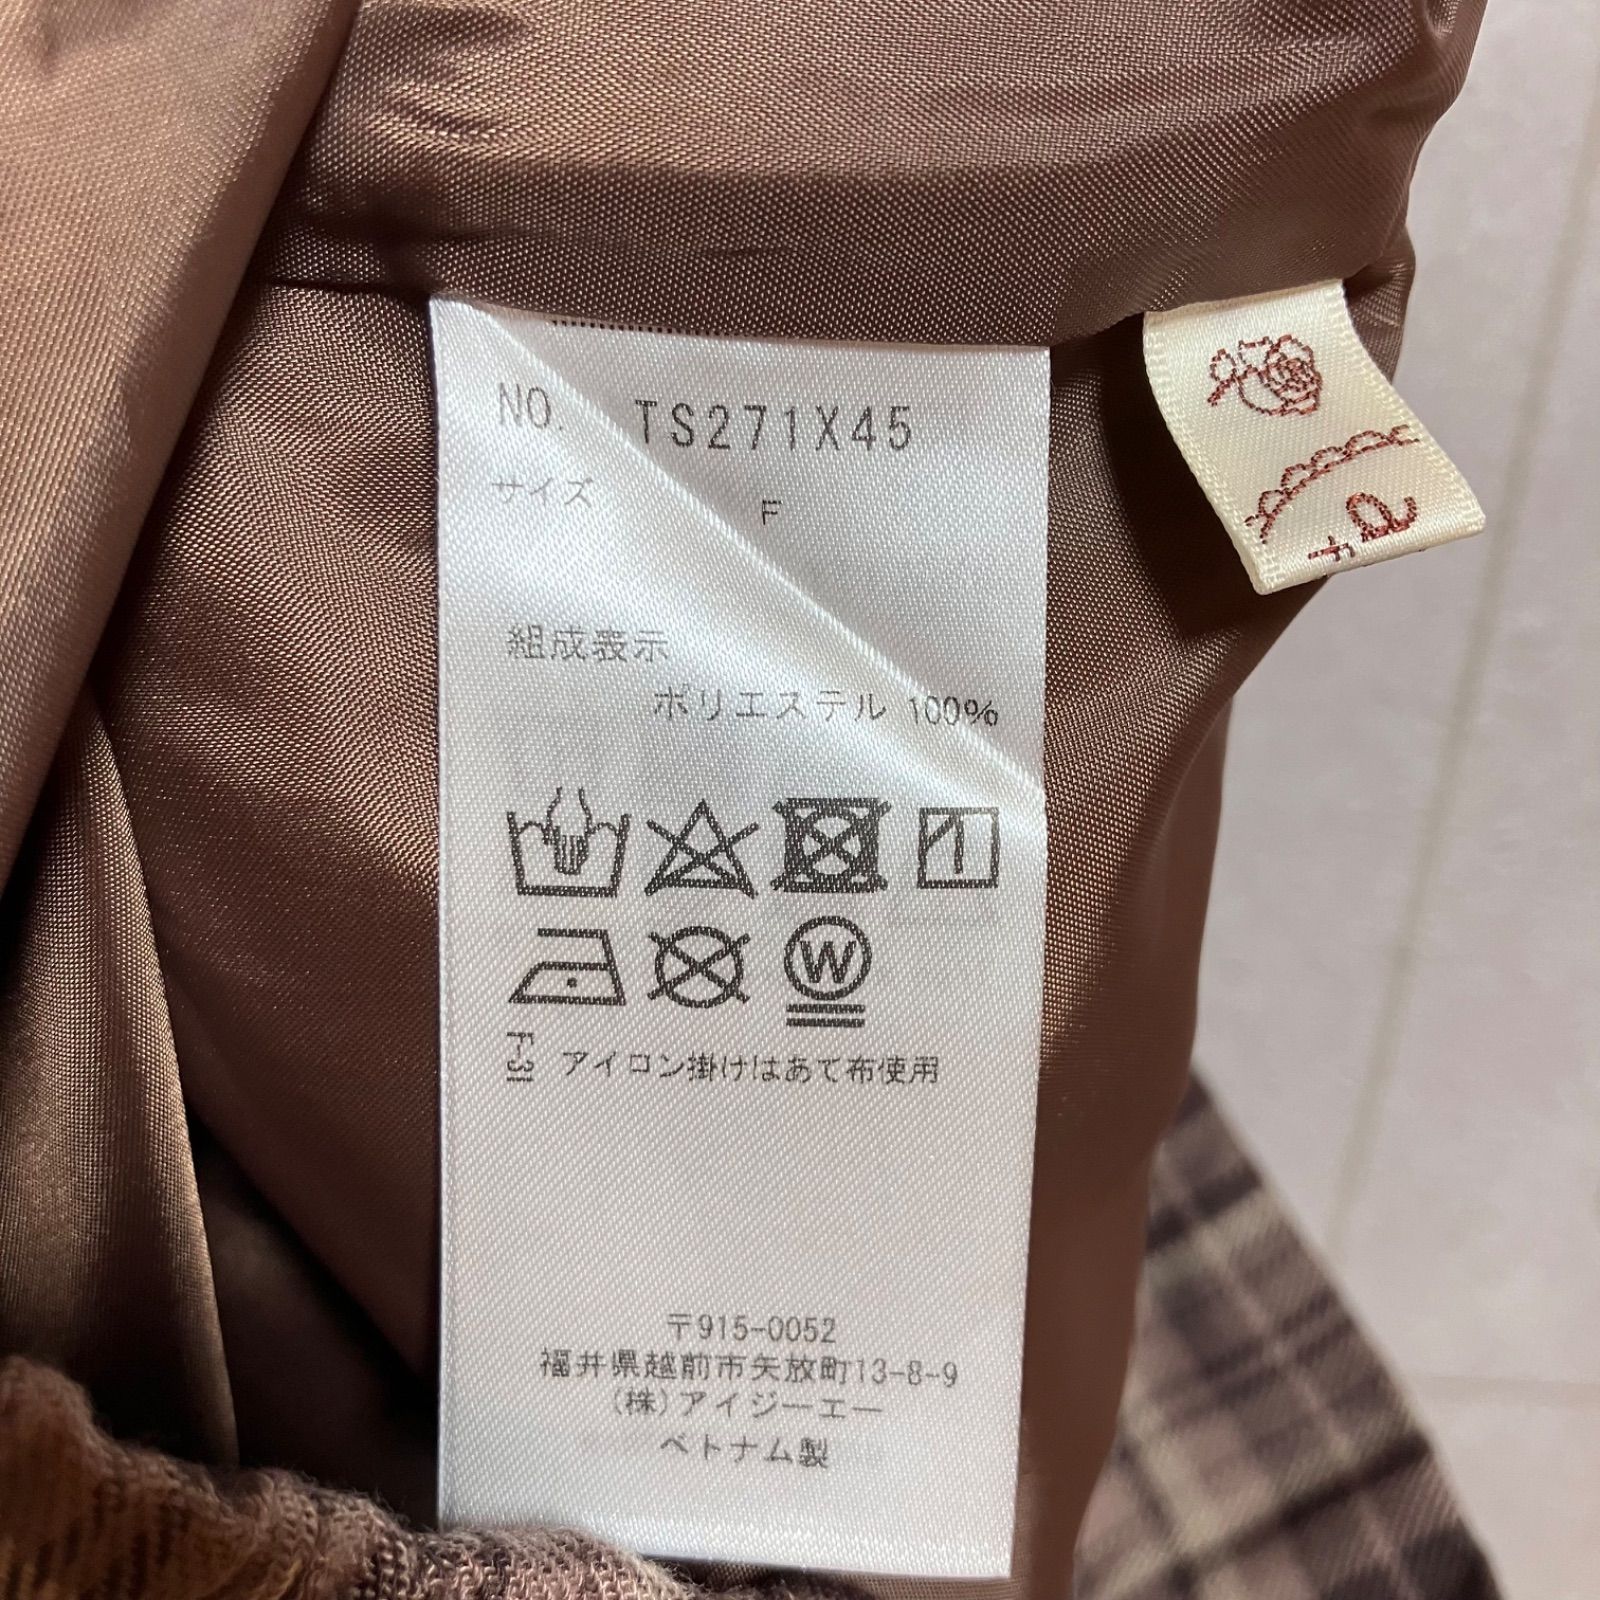 NO. TS271X45
サイズ F
組成表示
ポリエステル 100%
W
F-31 アイロン掛けはあて布使用
〒915-0052
福井県越前市矢放町13-8-9
(株)アイジーエー
ベトナム製